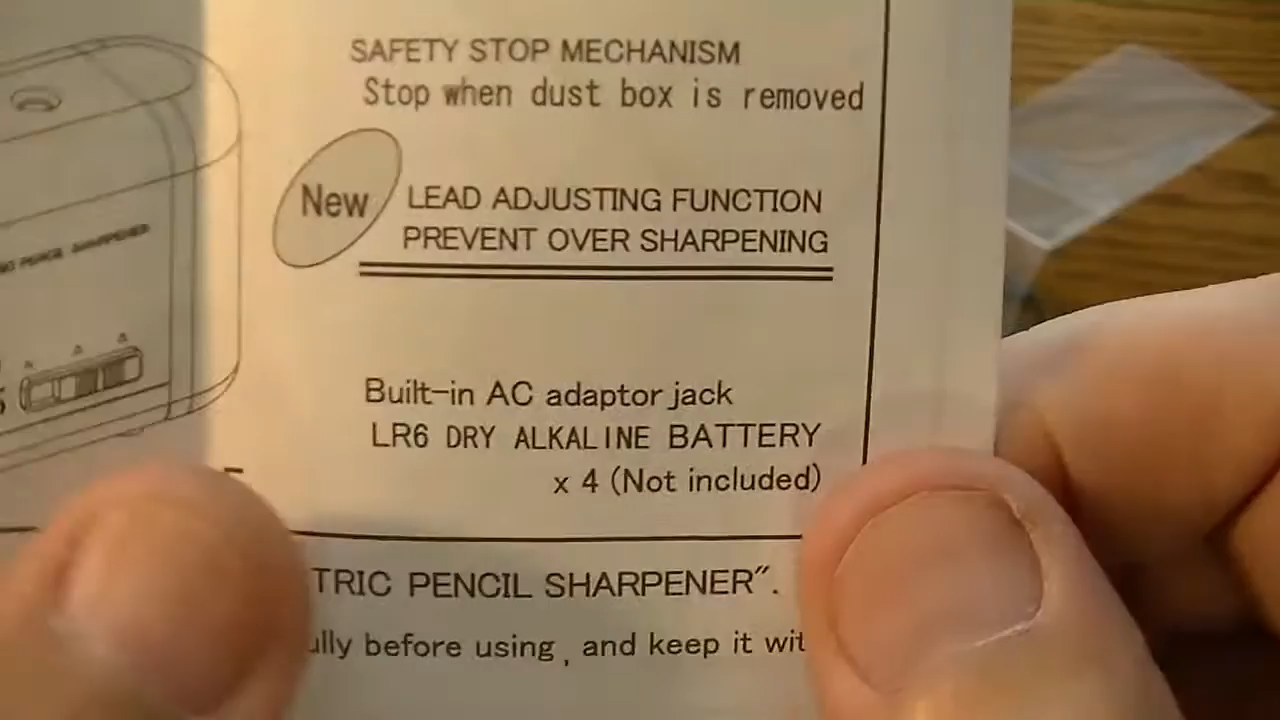 SAFETY STOP MECHANISM
Stop when dust box is removed
New
LEAD ADJUSTING FUNCTION
PREVENT OVER SHARPENING
PENCIL SHARPENER
Built-in AC adaptor jack
LR6 DRY ALKALINE BATTERY
x 4 (Not included)
TRIC PENCIL SHARPENER".
ully before using, and keep it wit